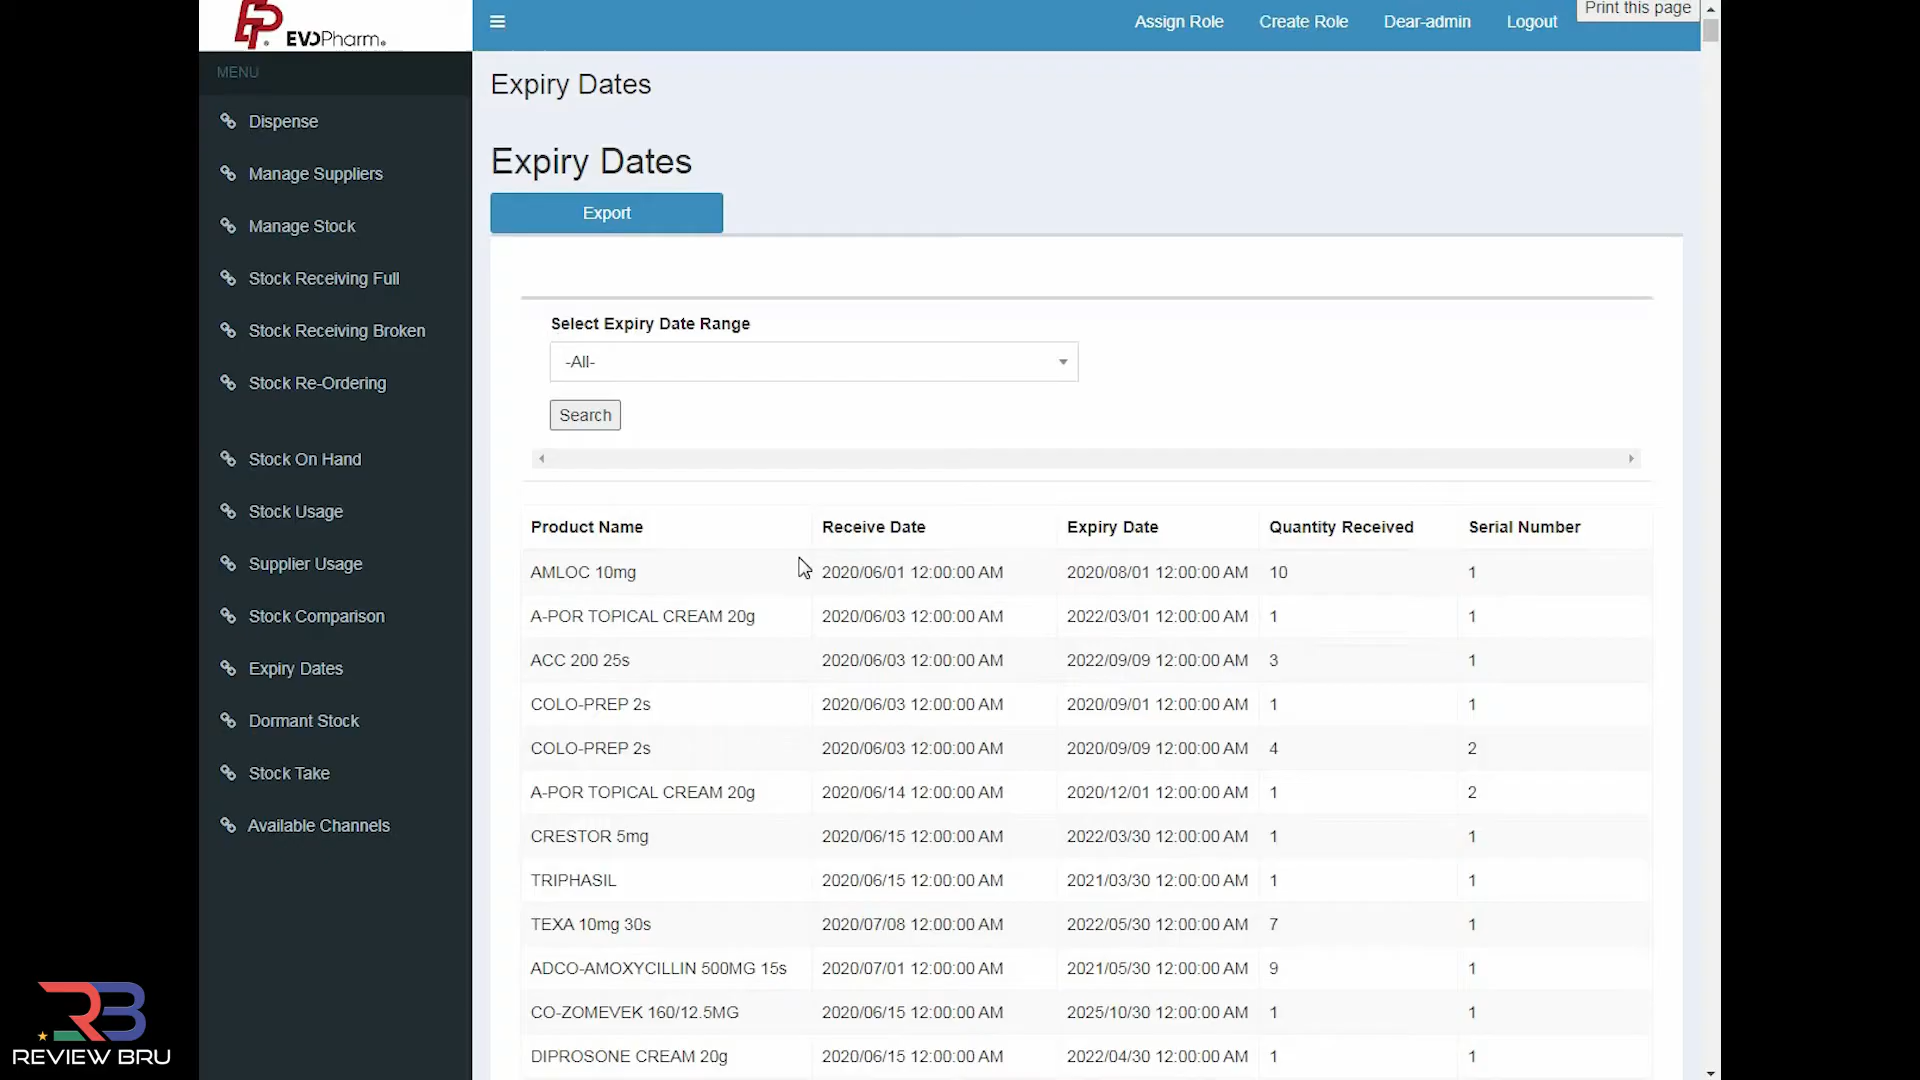 EP EVOPharm
Assign Role Create Role Dear-admin Logout
Print this page
MENU
Dispense
Manage Suppliers
Manage Stock
Stock Receiving Full
Stock Receiving Broken
Stock Re-Ordering
Stock On Hand
Stock Usage
Supplier Usage
Stock Comparison
Expiry Dates
Dormant Stock
Stock Take
Available Channels
Expiry Dates
Expiry Dates
Export
Select Expiry Date Range
-All-
Search
Product Name Receive Date Expiry Date Quantity Received Serial Number
AMLOC 10mg 2020/06/01 12:00:00 AM 2020/08/01 12:00:00 AM 10 1
A-POR TOPICAL CREAM 20g 2020/06/03 12:00:00 AM 2022/03/01 12:00:00 AM 1 1
ACC 200 25s 2020/06/03 12:00:00 AM 2022/09/09 12:00:00 AM 3 1
COLO-PREP 2s 2020/06/03 12:00:00 AM 2020/09/01 12:00:00 AM 1 1
COLO-PREP 2s 2020/06/03 12:00:00 AM 2020/09/09 12:00:00 AM 4 2
A-POR TOPICAL CREAM 20g 2020/06/14 12:00:00 AM 2020/12/01 12:00:00 AM 1 2
CRESTOR 5mg 2020/06/15 12:00:00 AM 2022/03/30 12:00:00 AM 1 1
TRIPHASIL 2020/06/15 12:00:00 AM 2021/03/30 12:00:00 AM 1 1
TEXA 10mg 30s 2020/07/08 12:00:00 AM 2022/05/30 12:00:00 AM 7 1
ADCO-AMOXYCILLIN 500MG 15s 2020/07/01 12:00:00 AM 2021/05/30 12:00:00 AM 9 1
CO-ZOMEVEK 160/12.5MG 2020/06/15 12:00:00 AM 2025/10/30 12:00:00 AM 1 1
DIPROSONE CREAM 20g 2020/06/15 12:00:00 AM 2022/04/30 12:00:00 AM 1 1
RB
REVIEW BRU